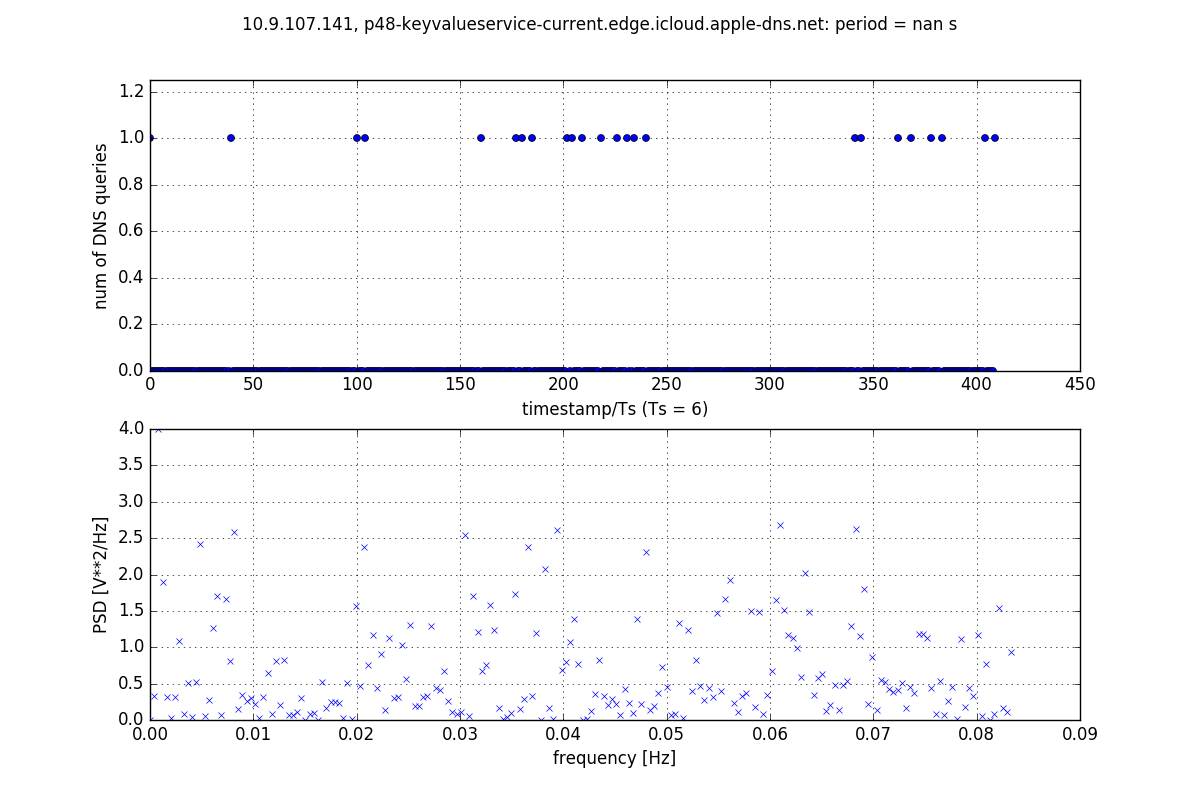 10.9.107.141, p48-keyvalueservice-current.edge.icloud.apple-dns.net: period = nan s
1.2
1.0
0.8
0.6
0.4
0.2
0.0
num of DNS queries
0 50 100 150 200 250 300 350 400 450
timestamp/Ts (Ts = 6)
4.0
3.5
3.0
2.5
2.0
1.5
1.0
0.5
0.0
PSD [V**2/Hz]
0.00 0.01 0.02 0.03 0.04 0.05 0.06 0.07 0.08 0.09
frequency [Hz]